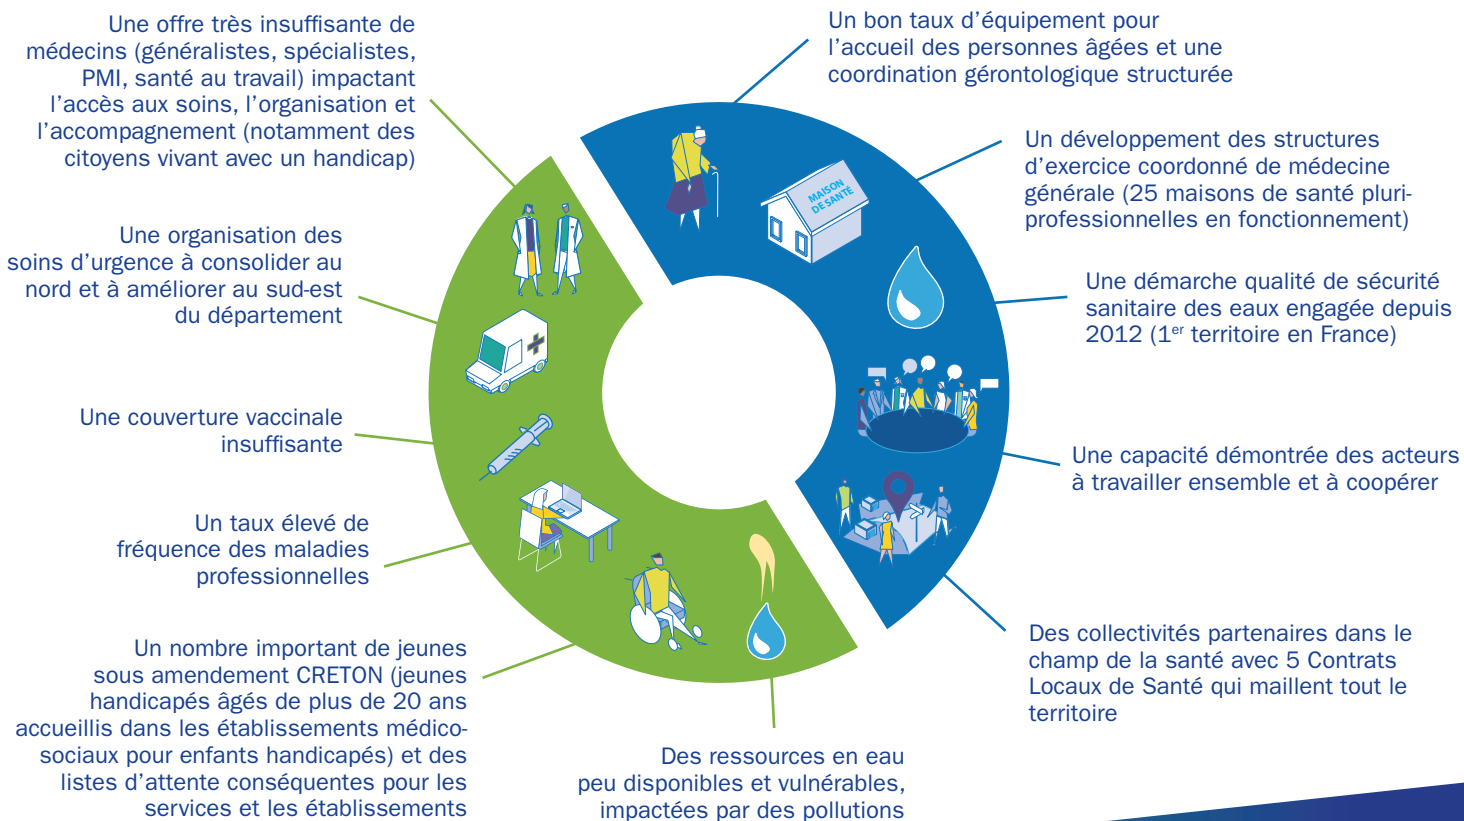 Une offre très insuffisante de
médecins (généralistes, spécialistes,
PMI, santé au travail) impactant
l’accès aux soins, l’organisation et
l’accompagnement (notamment des
citoyens vivant avec un handicap)
Une organisation des
soins d’urgence à consolider au
nord et à améliorer au sud-est
du département
Une couverture vaccinale
insuffisante
Un taux élevé de
fréquence des maladies
professionnelles
Un nombre important de jeunes
sous amendement CRETON (jeunes
handicapés âgés de plus de 20 ans
accueillis dans les établissements médico-
sociaux pour enfants handicapés) et des
listes d’attente conséquentes pour les
services et les établissements
Des ressources en eau
peu disponibles et vulnérables,
impactées par des pollutions
Un bon taux d’équipement pour
l’accueil des personnes âgées et une
coordination gérontologique structurée
MAISON
DE SANTÉ
Un développement des structures
d’exercice coordonné de médecine
générale (25 maisons de santé pluri-
professionnelles en fonctionnement)
Une démarche qualité de sécurité
sanitaire des eaux engagée depuis
2012 (1er territoire en France)
Une capacité démontrée des acteurs
à travailler ensemble et à coopérer
Des collectivités partenaires dans le
champ de la santé avec 5 Contrats
Locaux de Santé qui maillent tout le
territoire